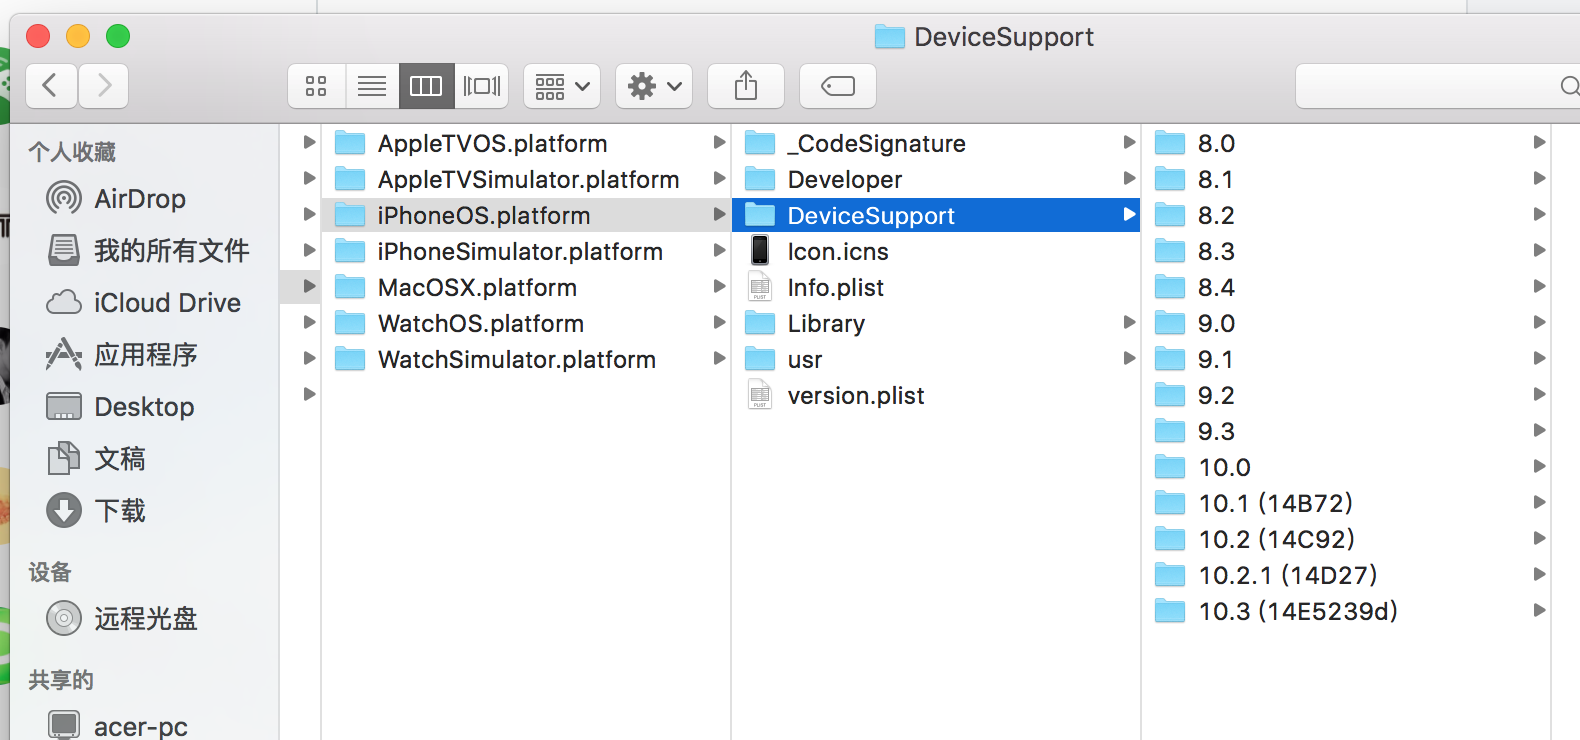 DeviceSupport
个人收藏
AirDrop
我的所有文件
iCloud Drive
应用程序
Desktop
文稿
下载
设备
远程光盘
共享的
acer-pc
AppleTVOS.platform
AppleTVSimulator.platform
iPhoneOS.platform
iPhoneSimulator.platform
MacOSX.platform
WatchOS.platform
WatchSimulator.platform
_CodeSignature
Developer
DeviceSupport
Icon.icns
Info.plist
Library
usr
version.plist
8.0
8.1
8.2
8.3
8.4
9.0
9.1
9.2
9.3
10.0
10.1 (14B72)
10.2 (14C92)
10.2.1 (14D27)
10.3 (14E5239d)